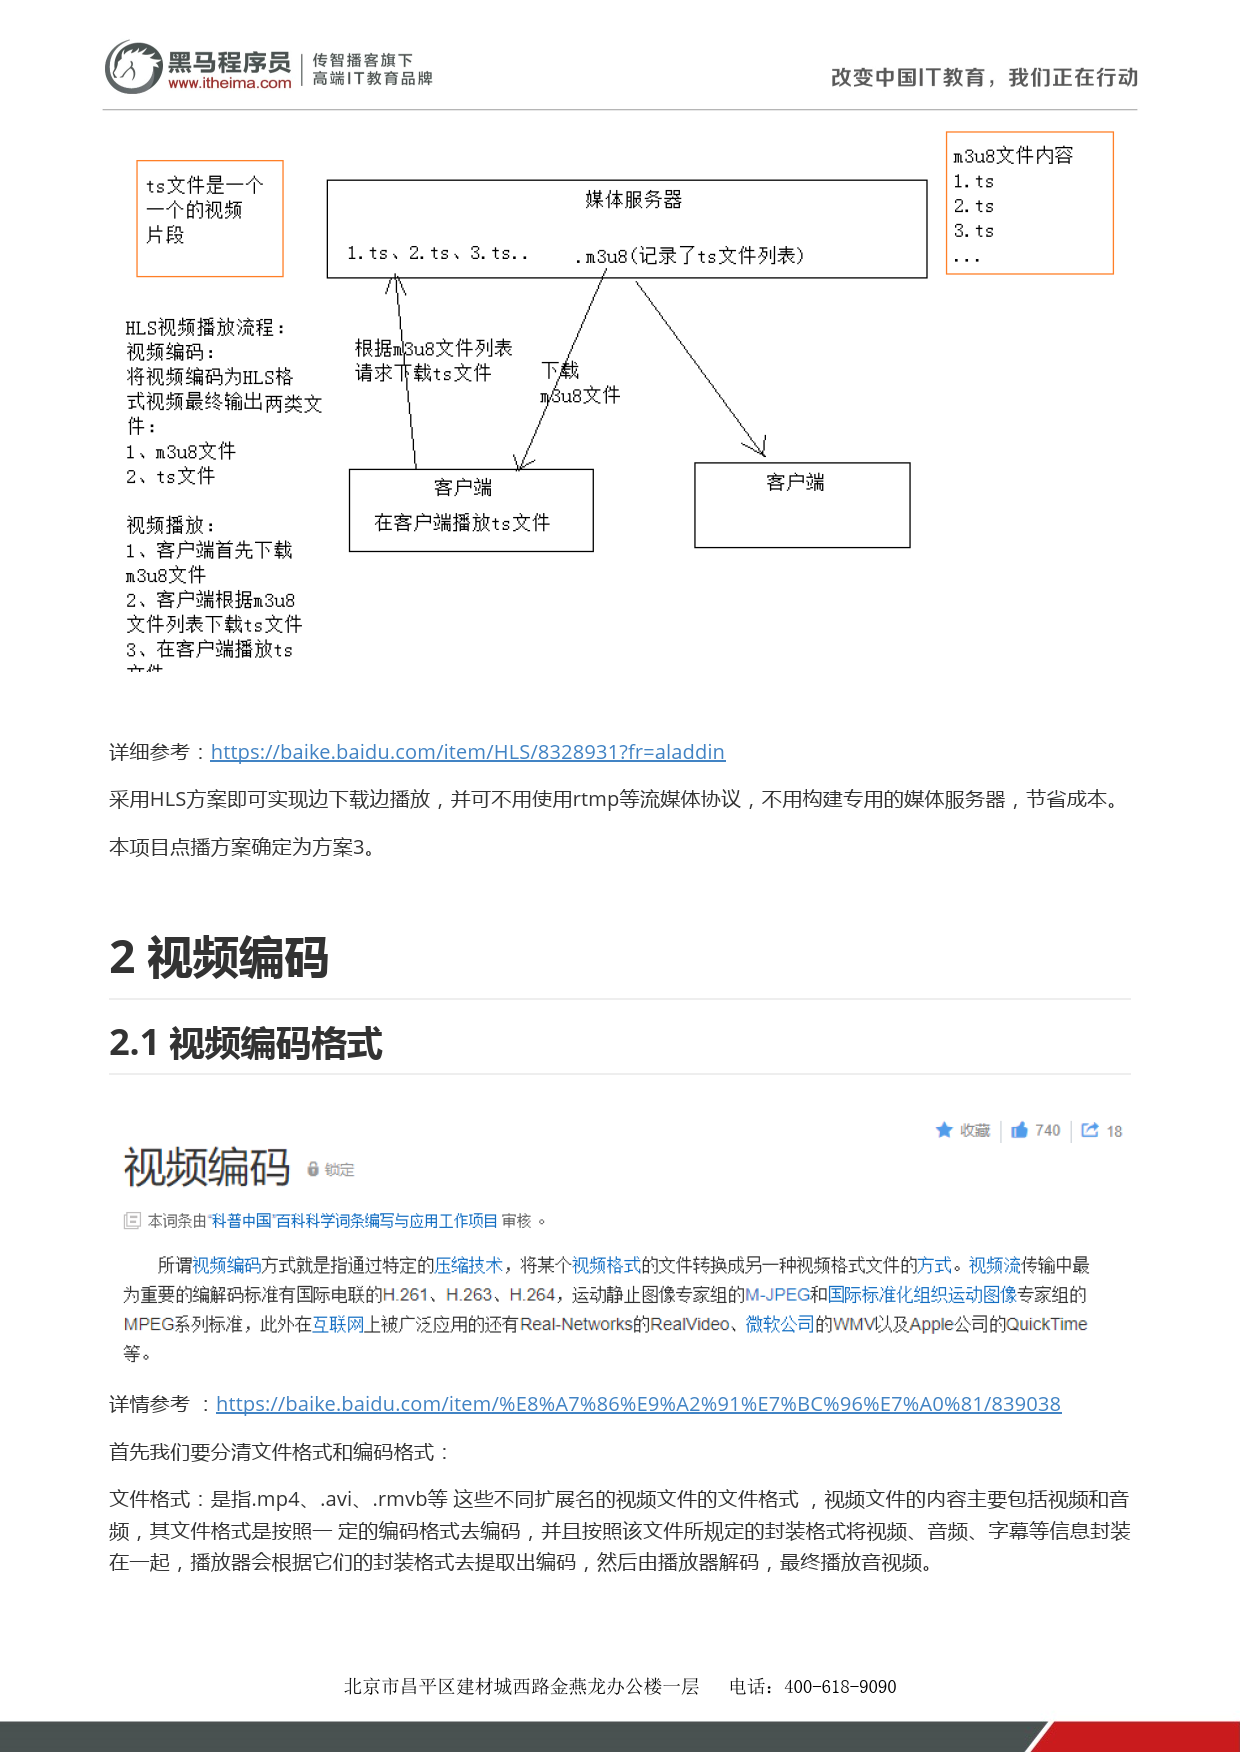 黑马程序员
www.itheima.com
传智播客旗下
高端IT教育品牌
改变中国IT教育，我们正在行动
ts文件是一个
一个的视频
片段
媒体服务器
1.ts、2.ts、3.ts..
.m3u8(记录了ts文件列表)
m3u8文件内容
1.ts
2.ts
3.ts
...
HLS视频播放流程：
视频编码：
将视频编码为HLS格
式视频最终输出两类文
件：
1、m3u8文件
2、ts文件
视频播放：
1、客户端首先下载
m3u8文件
2、客户端根据m3u8
文件列表下载ts文件
3、在客户端播放ts
文件
根据m3u8文件列表
请求下载ts文件
下载
m3u8文件
客户端
在客户端播放ts文件
客户端
详细参考：https://baike.baidu.com/item/HLS/8328931?fr=aladdin
采用HLS方案即可实现边下载边播放，并可不用使用rtmp等流媒体协议，不用构建专用的媒体服务器，节省成本。
本项目点播方案确定为方案3。
2 视频编码
2.1 视频编码格式
收藏 740 18
视频编码 锁定
本词条由“科普中国”百科科学词条编写与应用工作项目 审核 。
所谓视频编码方式就是指通过特定的压缩技术，将某个视频格式的文件转换成另一种视频格式文件的方式。视频流传输中最
为重要的编解码标准有国际电联的H.261、H.263、H.264，运动静止图像专家组的M-JPEG和国际标准化组织运动图像专家组的
MPEG系列标准，此外在互联网上被广泛应用的还有Real-Networks的RealVideo、微软公司的WMV以及Apple公司的QuickTime
等。
详情参考 ：https://baike.baidu.com/item/%E8%A7%86%E9%A2%91%E7%BC%96%E7%A0%81/839038
首先我们要分清文件格式和编码格式：
文件格式：是指.mp4、.avi、.rmvb等 这些不同扩展名的视频文件的文件格式 ，视频文件的内容主要包括视频和音
频，其文件格式是按照一 定的编码格式去编码，并且按照该文件所规定的封装格式将视频、音频、字幕等信息封装
在一起，播放器会根据它们的封装格式去提取出编码，然后由播放器解码，最终播放音视频。
北京市昌平区建材城西路金燕龙办公楼一层 电话：400-618-9090